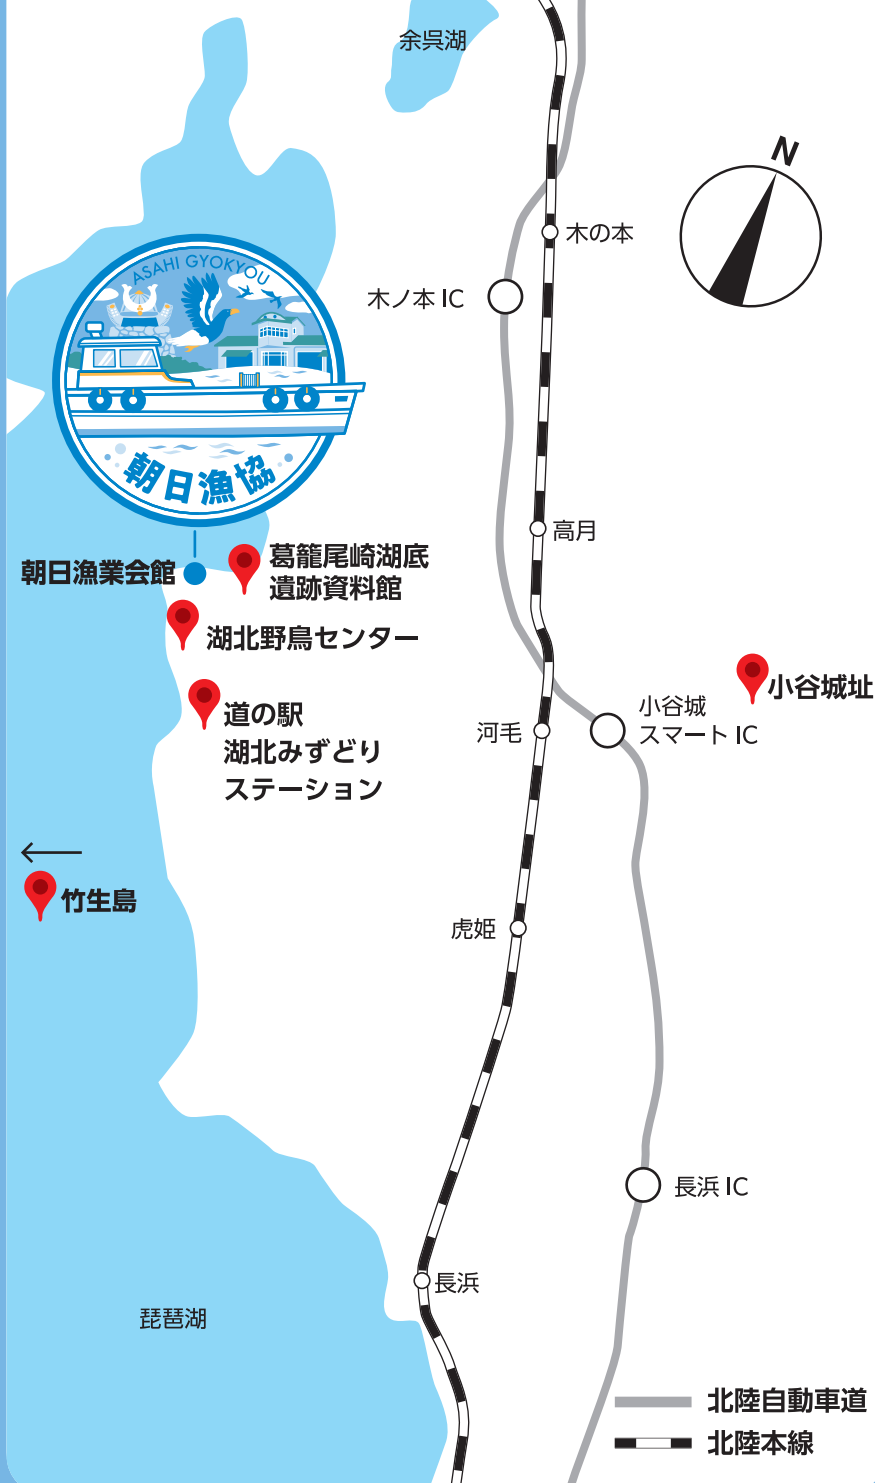 余呉湖
N
木の本
ASAHI GYOKYOU
木ノ本 IC
朝日漁協
高月
葛籠尾崎湖底
遺跡資料館
朝日漁業会館
湖北野鳥センター
小谷城址
道の駅
湖北みずどり
ステーション
小谷城
スマート IC
河毛
竹生島
虎姫
長浜 IC
長浜
琵琶湖
北陸自動車道
北陸本線